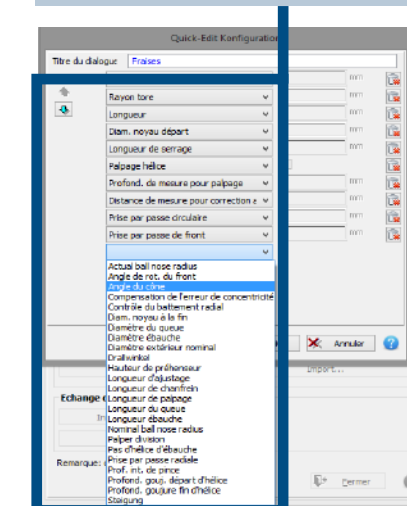 Quick-Edit Konfiguration
Titre du dialogue Fraises
mm
Rayon tore mm
Longueur mm
Diam. noyau départ mm
Longueur de serrage mm
Palpage hélice
Profond. de mesure pour palpage mm
Distance de mesure pour correction mm
Prise par passe circulaire mm
Prise par passe de front mm
Actual ball nose radius
Angle de rot. du front
Angle du cône
Compensation de l'erreur de concentricité
Contrôle du battement radial
Diam. noyau à la fin
Diamètre du queue
Diamètre ébauche
Diamètre extérieur nominal
Drallwinkel
Hauteur de préhenseur
Annuler
Longueur d'ajustage
Import...
Longueur de chanfrein
Longueur de palpage
Echange
Longueur du queue
Longueur ébauche
Nominal ball nose radius
Palper division
Pas d'hélice d'ébauche
Prise par passe radiale
Remarque:
Prof. int. de pince
Profond. gouj. départ d'hélice
Fermer
Profond. goujure fin d'hélice
Steigung